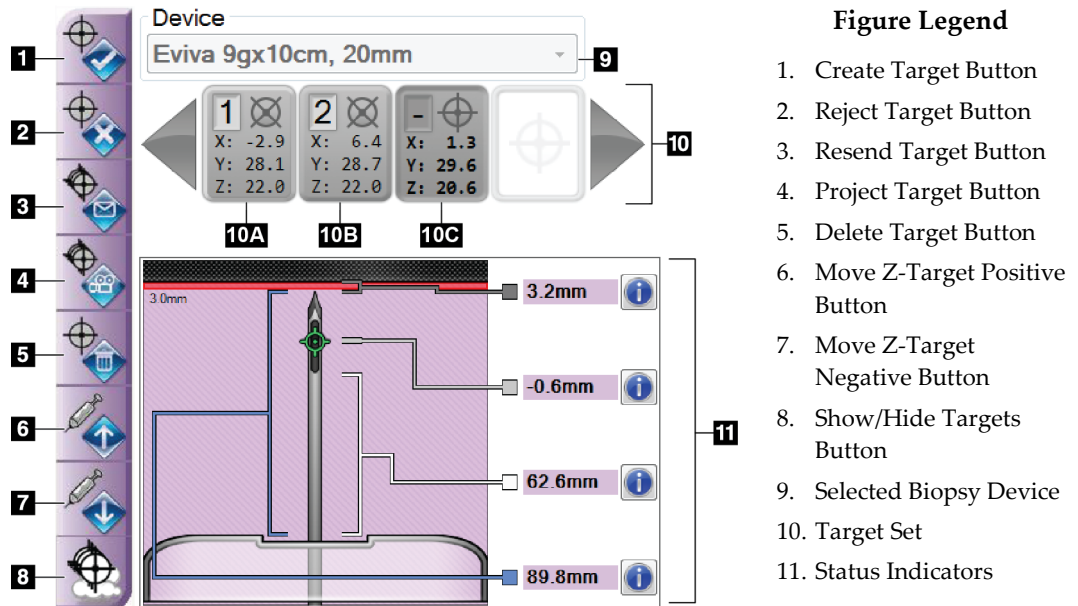 Device
Eviva 9gx10cm, 20mm
1
2
3
4
5
6
7
8
9
10
1
X: -2.9
Y: 28.1
Z: 22.0
2
X: 6.4
Y: 28.7
Z: 22.0
-
X: 1.3
Y: 29.6
Z: 20.6
10A
10B
10C
3.0mm
3.2mm
-0.6mm
62.6mm
89.8mm
11
Figure Legend
1. Create Target Button
2. Reject Target Button
3. Resend Target Button
4. Project Target Button
5. Delete Target Button
6. Move Z-Target Positive
Button
7. Move Z-Target
Negative Button
8. Show/Hide Targets
Button
9. Selected Biopsy Device
10. Target Set
11. Status Indicators